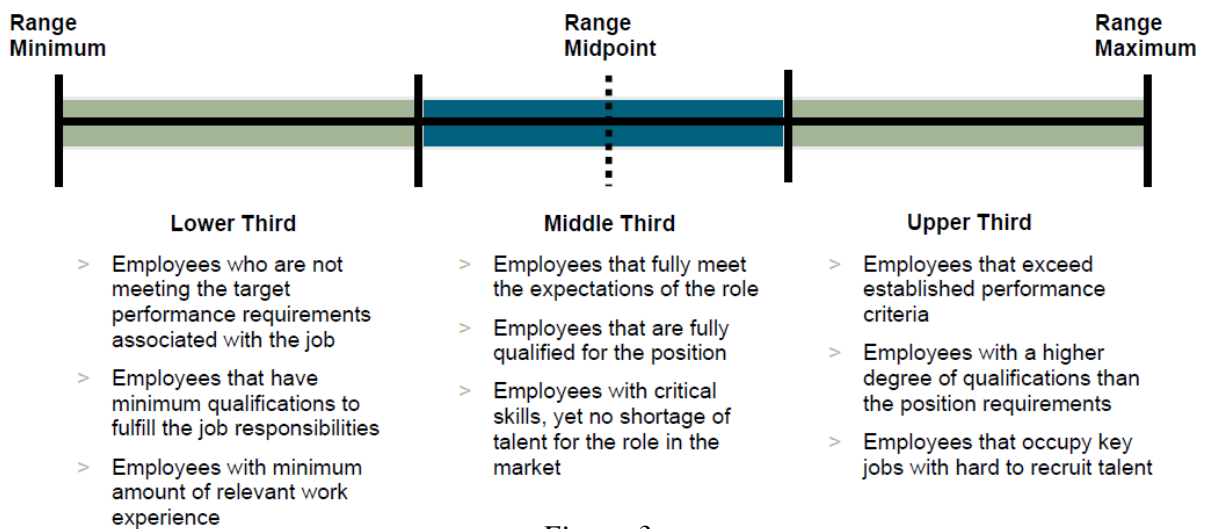 Range
Minimum
Range
Midpoint
Range
Maximum
Lower Third
> Employees who are not
meeting the target
performance requirements
associated with the job
> Employees that have
minimum qualifications to
fulfill the job responsibilities
> Employees with minimum
amount of relevant work
experience
Middle Third
> Employees that fully meet
the expectations of the role
> Employees that are fully
qualified for the position
> Employees with critical
skills, yet no shortage of
talent for the role in the
market
Upper Third
> Employees that exceed
established performance
criteria
> Employees with a higher
degree of qualifications than
the position requirements
> Employees that occupy key
jobs with hard to recruit talent